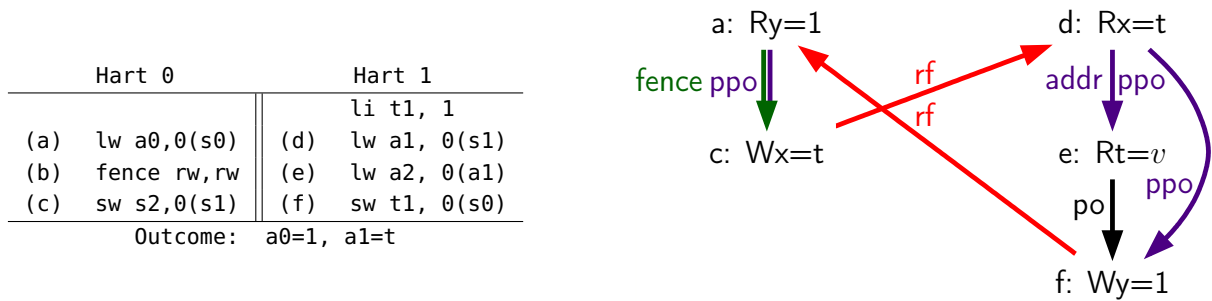 Hart 0 Hart 1
li t1, 1
(a) lw a0,0(s0) (d) lw a1, 0(s1)
(b) fence rw,rw (e) lw a2, 0(a1)
(c) sw s2,0(s1) (f) sw t1, 0(s0)
Outcome: a0=1, a1=t
a: Ry=1 d: Rx=t
fence ppo rf addr ppo
rf
c: Wx=t e: Rt=v
po ppo
f: Wy=1